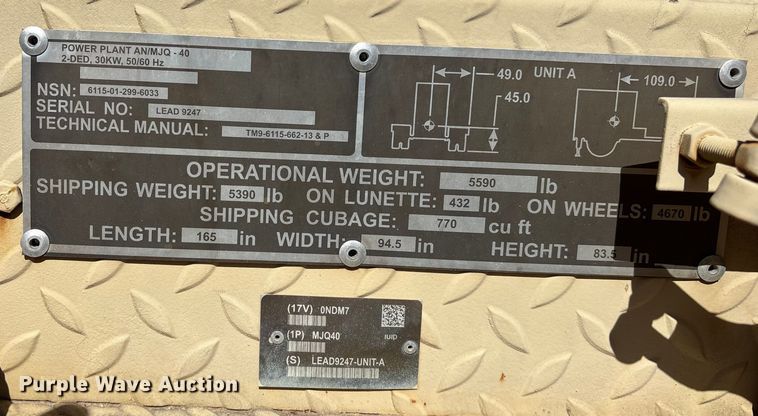 POWER PLANT AN/MJQ - 40
2-DED, 30KW, 50/60 Hz
NSN: 6115-01-299-6033
SERIAL NO: LEAD 9247
TECHNICAL MANUAL: TM9-6115-662-13 & P
49.0 UNIT A 109.0
45.0
OPERATIONAL WEIGHT: 5590 lb
SHIPPING WEIGHT: 5390 lb ON LUNETTE: 432 lb ON WHEELS: 4670 lb
SHIPPING CUBAGE: 770 cu ft
LENGTH: 165 in WIDTH: 94.5 in HEIGHT: 83.5 in
(17V) 0NDM7
(1P) MJQ40 IUID
(S) LEAD9247-UNIT-A
Purple Wave Auction